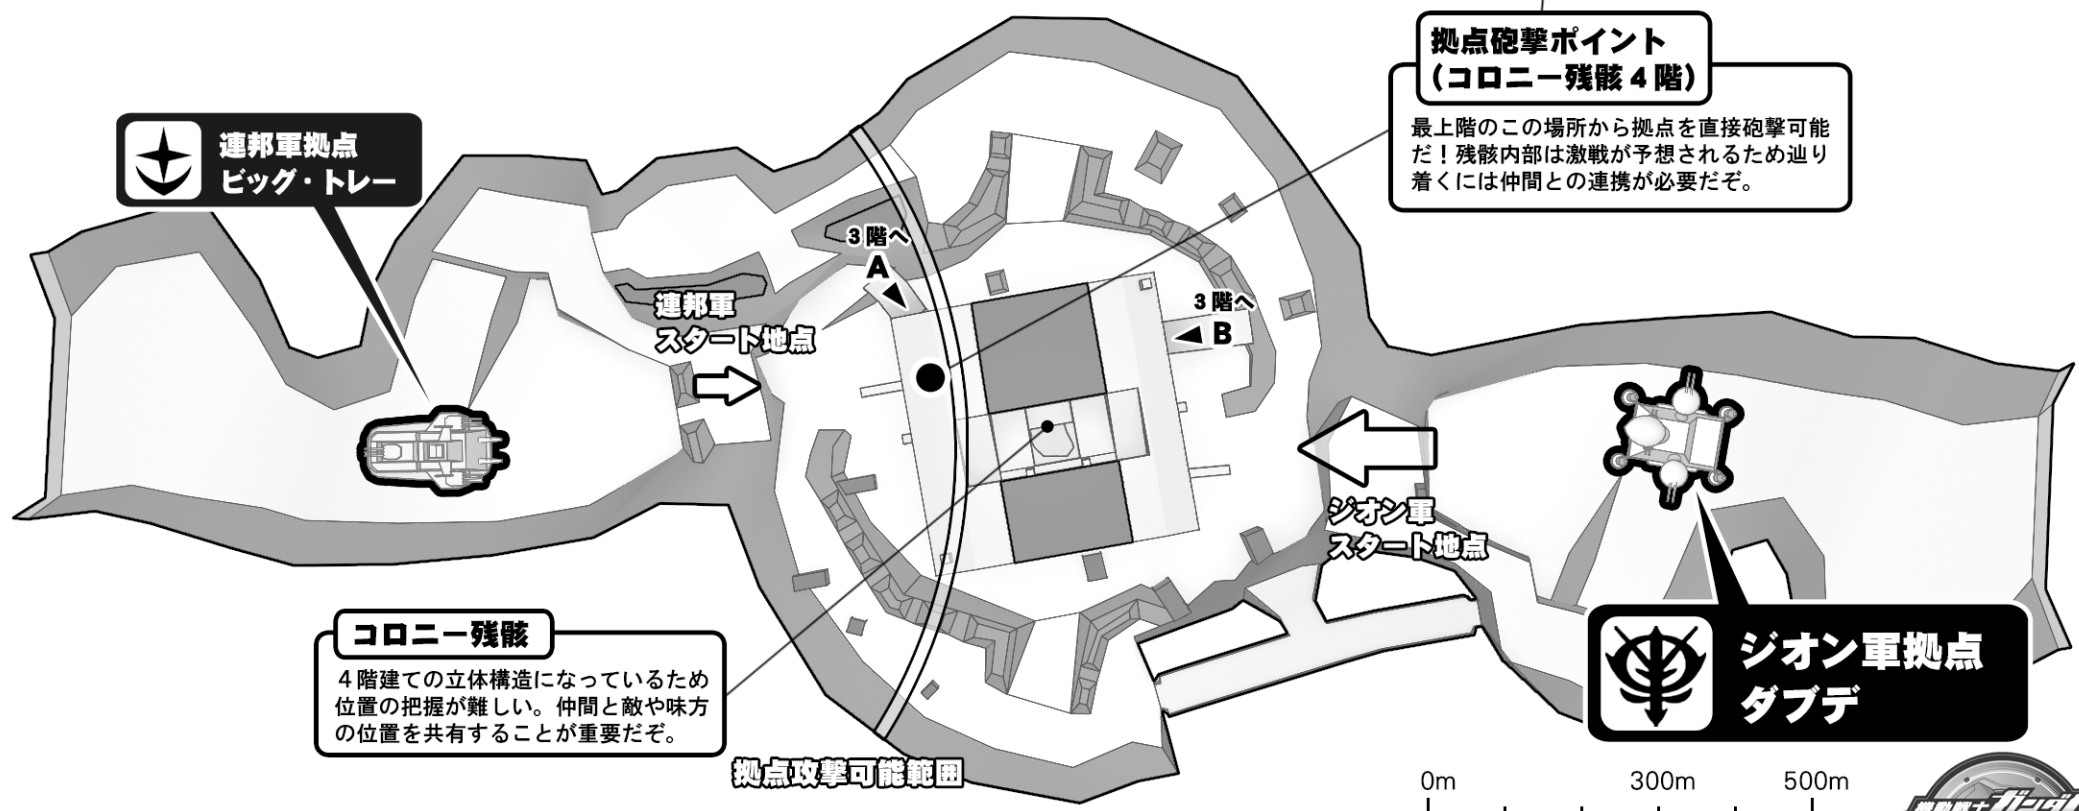 拠点砲撃ポイント
（コロニー残骸４階）
最上階のこの場所から拠点を直接砲撃可能
だ！残骸内部は激戦が予想されるため辿り
着くには仲間との連携が必要だぞ。
連邦軍拠点
ビッグ・トレー
３階へ
A
３階へ
B
連邦軍
スタート地点
ジオン軍
スタート地点
コロニー残骸
４階建ての立体構造になっているため
位置の把握が難しい。仲間と敵や味方
の位置を共有することが重要だぞ。
ジオン軍拠点
ダブデ
拠点攻撃可能範囲
0m 300m 500m
機動戦士ガンダム